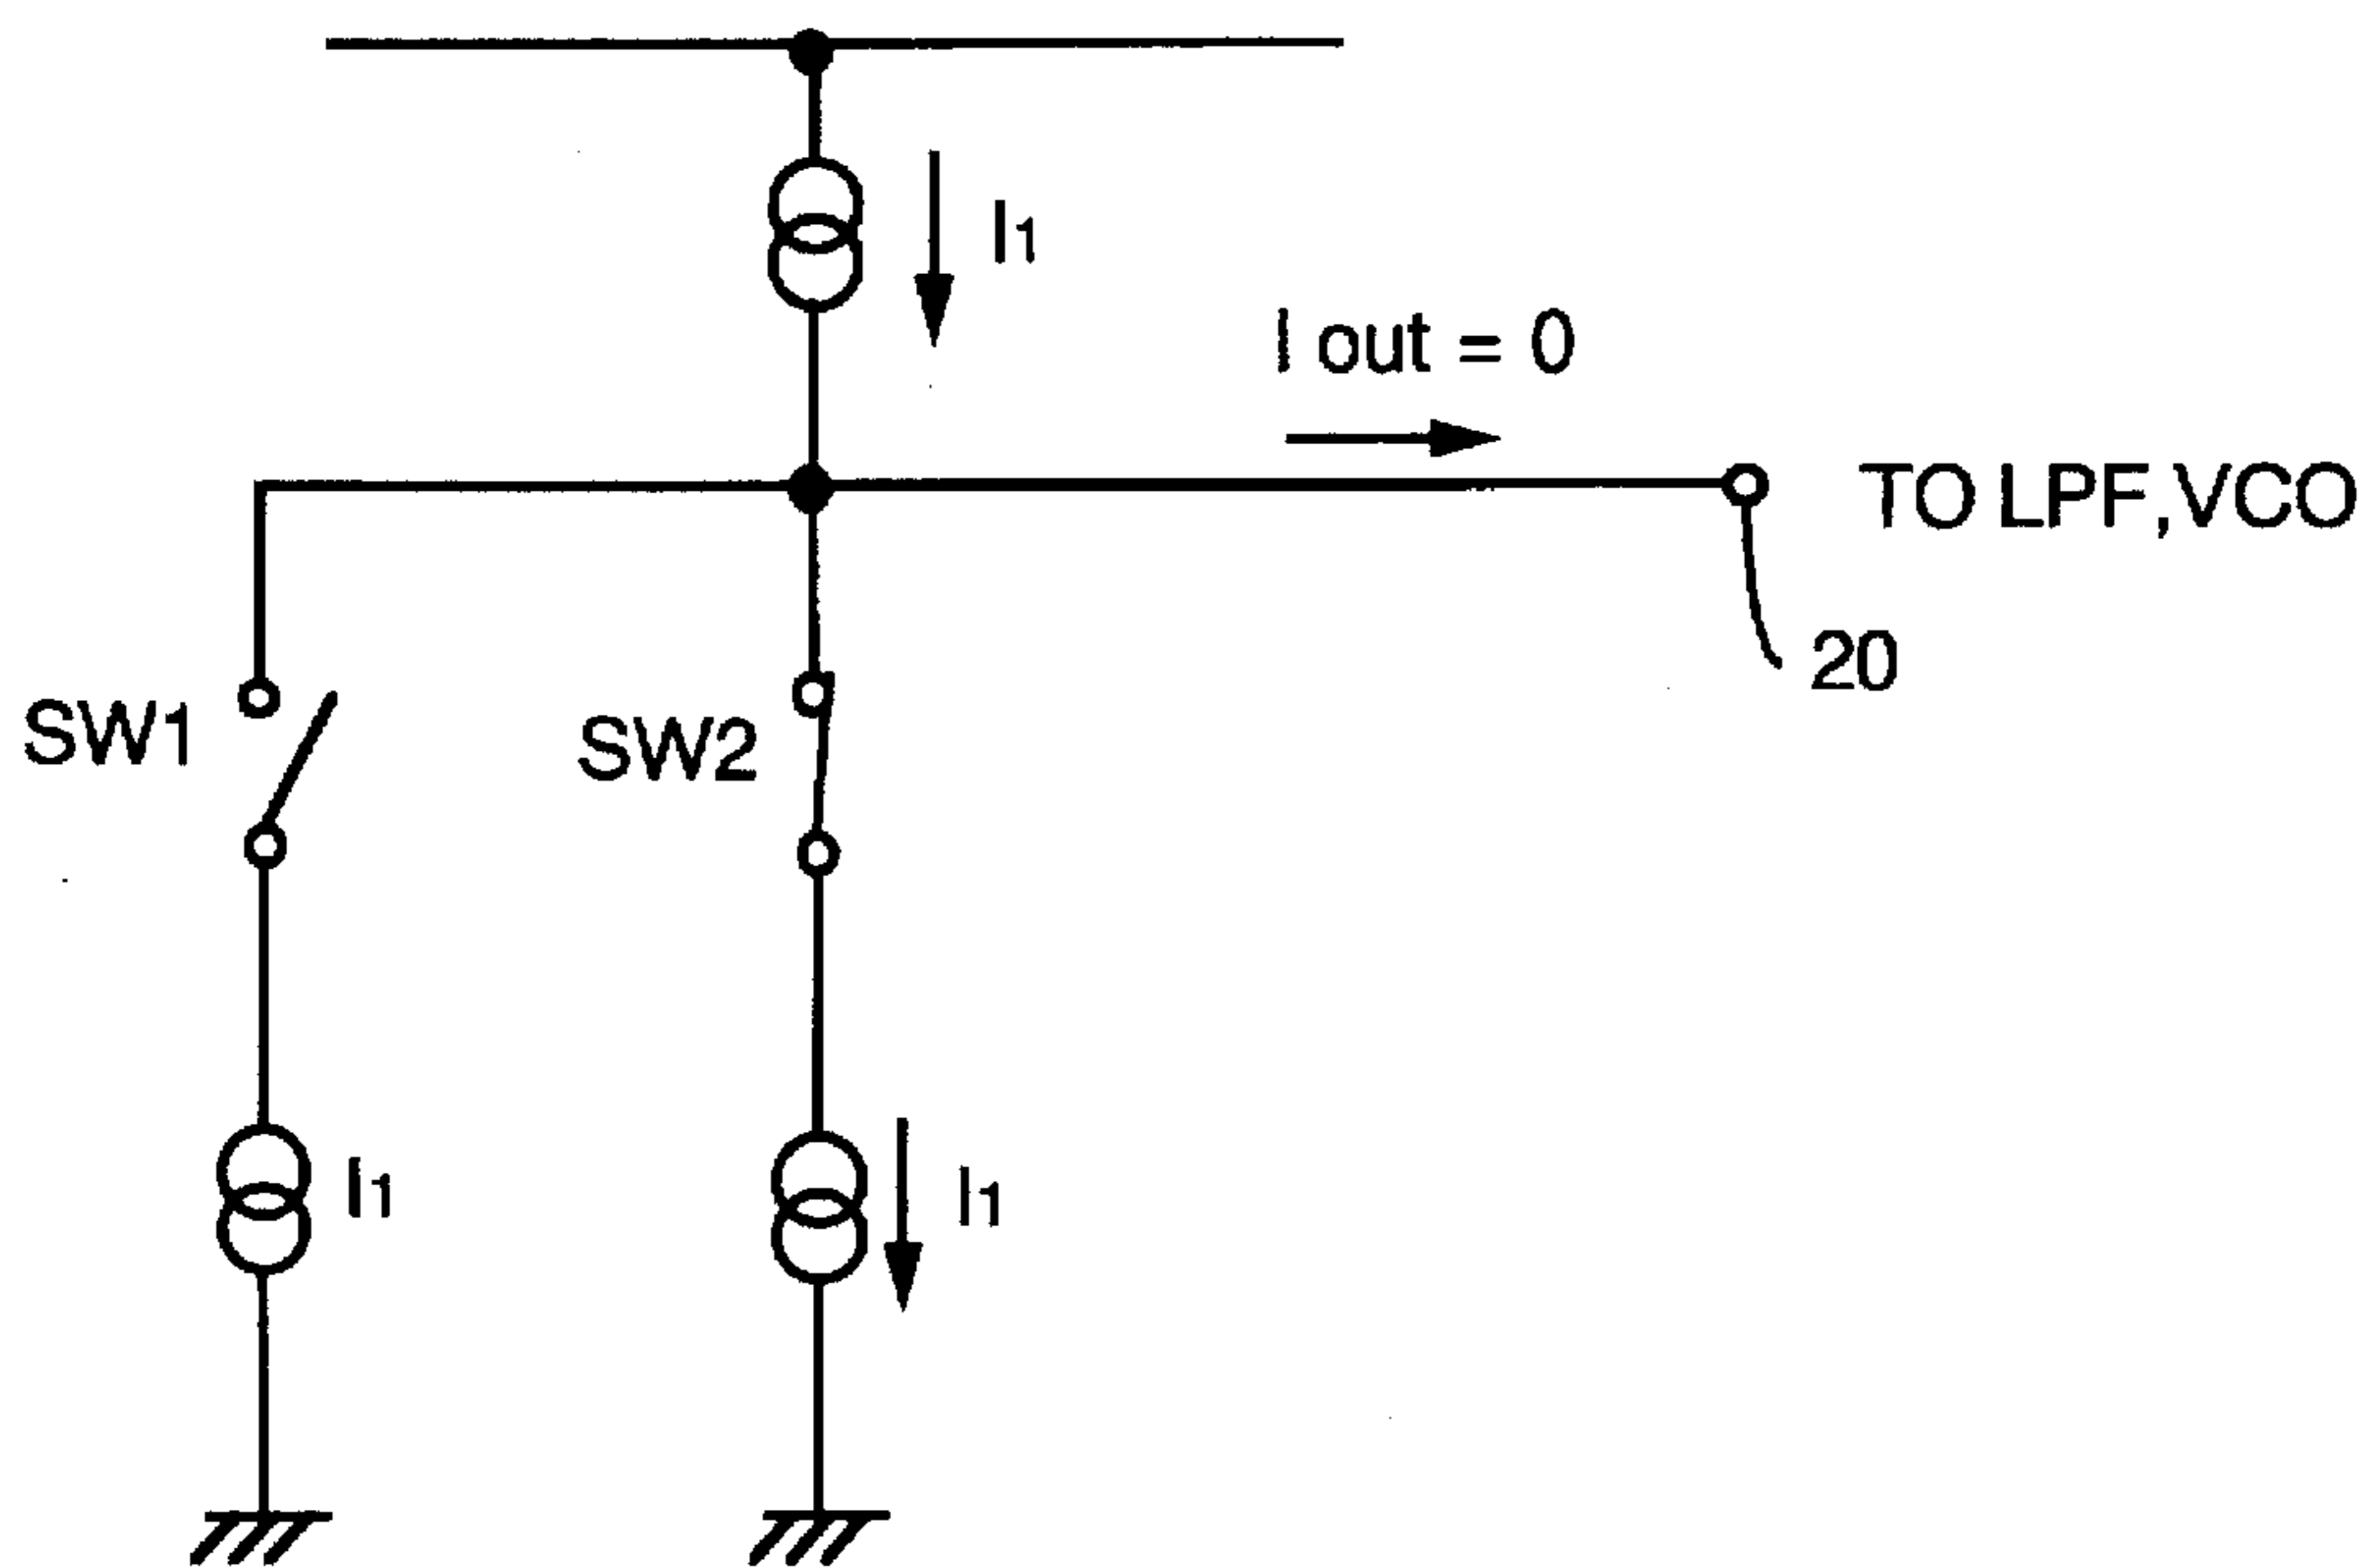 I1
I out = 0
TO LPF,VCO
20
SW1
SW2
I1
I1